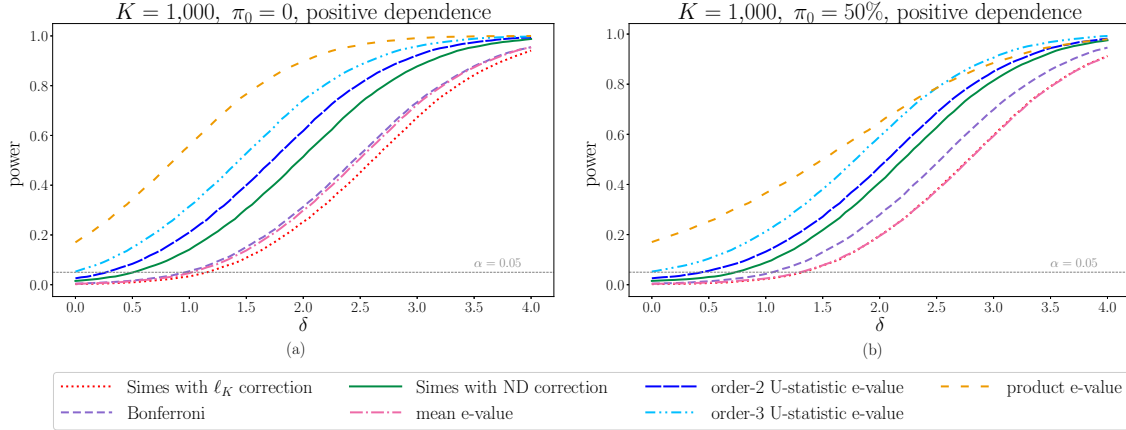 K = 1,000, π₀ = 0, positive dependence
power
1.0
0.8
0.6
0.4
0.2
0.0
α = 0.05
0.0 0.5 1.0 1.5 2.0 2.5 3.0 3.5 4.0
δ
(a)
K = 1,000, π₀ = 50%, positive dependence
power
1.0
0.8
0.6
0.4
0.2
0.0
α = 0.05
0.0 0.5 1.0 1.5 2.0 2.5 3.0 3.5 4.0
δ
(b)
Simes with ℓ_K correction Simes with ND correction order-2 U-statistic e-value product e-value
Bonferroni mean e-value order-3 U-statistic e-value